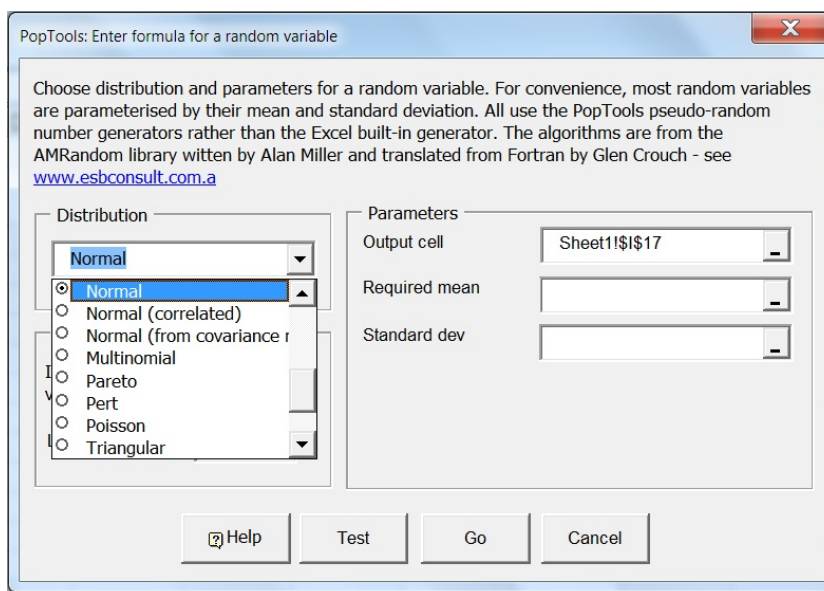 PopTools: Enter formula for a random variable
Choose distribution and parameters for a random variable. For convenience, most random variables
are parameterised by their mean and standard deviation. All use the PopTools pseudo-random
number generators rather than the Excel built-in generator. The algorithms are from the
AMRandom library witten by Alan Miller and translated from Fortran by Glen Crouch - see
www.esbconsult.com.a
Distribution
Normal
Normal
Normal (correlated)
Normal (from covariance r
Multinomial
Pareto
Pert
Poisson
Triangular
Parameters
Output cell
Sheet1!$I$17
Required mean
Standard dev
Help
Test
Go
Cancel